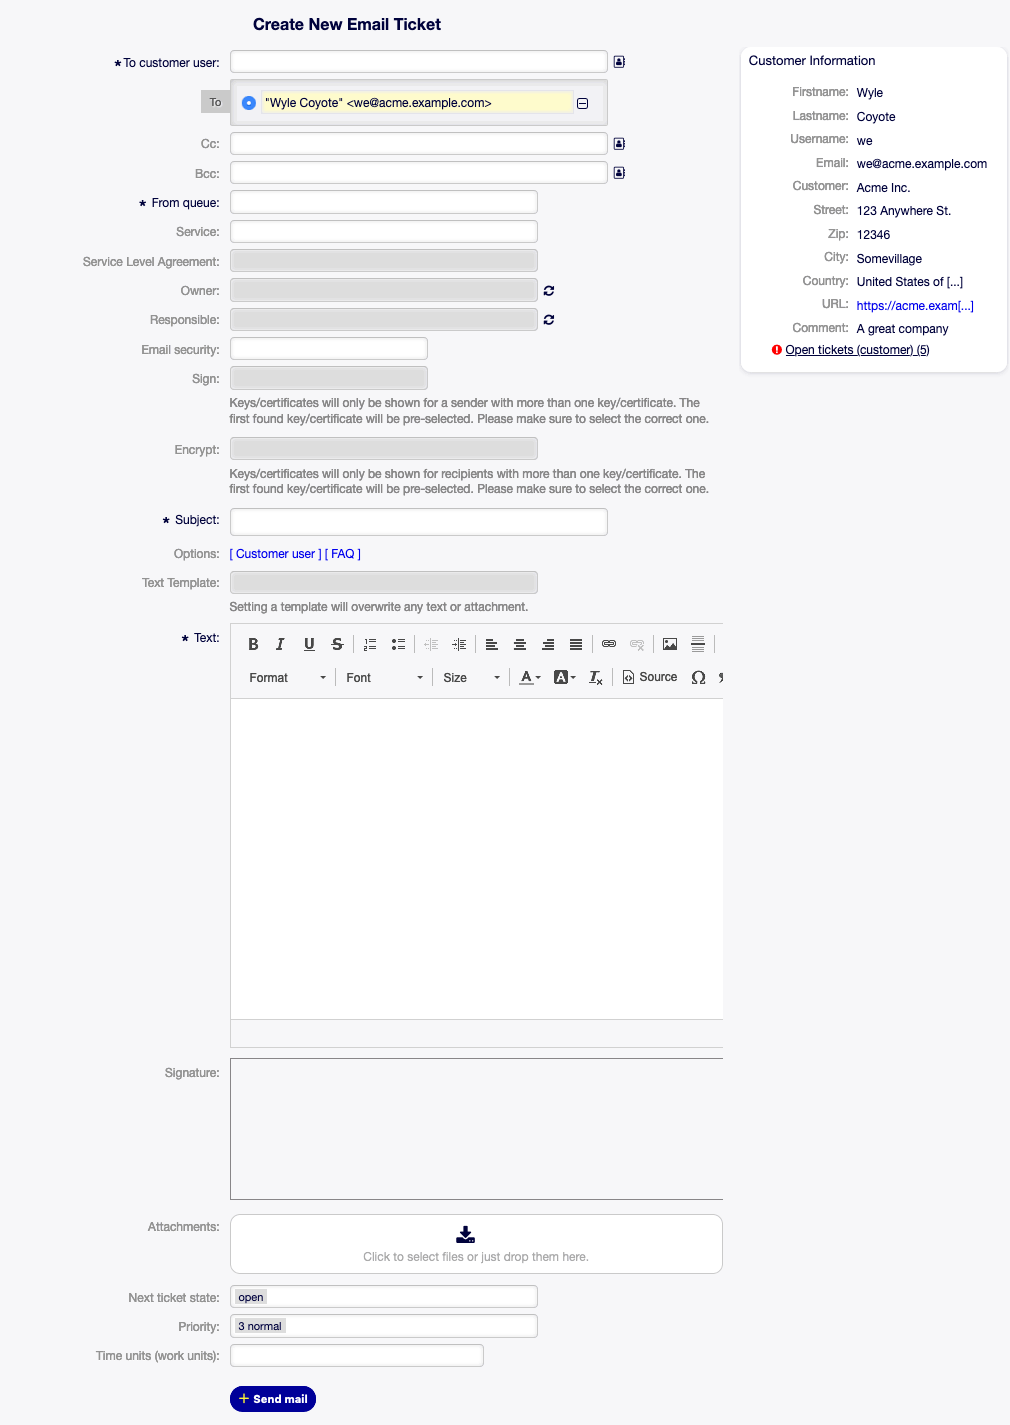 Create New Email Ticket
* To customer user:
To
"Wyle Coyote" <we@acme.example.com>
Cc:
Bcc:
* From queue:
Service:
Service Level Agreement:
Owner:
Responsible:
Email security:
Sign:
Keys/certificates will only be shown for a sender with more than one key/certificate. The
first found key/certificate will be pre-selected. Please make sure to select the correct one.
Encrypt:
Keys/certificates will only be shown for recipients with more than one key/certificate. The
first found key/certificate will be pre-selected. Please make sure to select the correct one.
* Subject:
Options: [ Customer user ] [ FAQ ]
Text Template:
Setting a template will overwrite any text or attachment.
* Text:
B I U S
Format Font Size A A Tx Source Ω
Signature:
Attachments:
Click to select files or just drop them here.
Next ticket state: open
Priority: 3 normal
Time units (work units):
+ Send mail
Customer Information
Firstname: Wyle
Lastname: Coyote
Username: we
Email: we@acme.example.com
Customer: Acme Inc.
Street: 123 Anywhere St.
Zip: 12346
City: Somevillage
Country: United States of [...]
URL: https://acme.exam[...]
Comment: A great company
Open tickets (customer) (5)